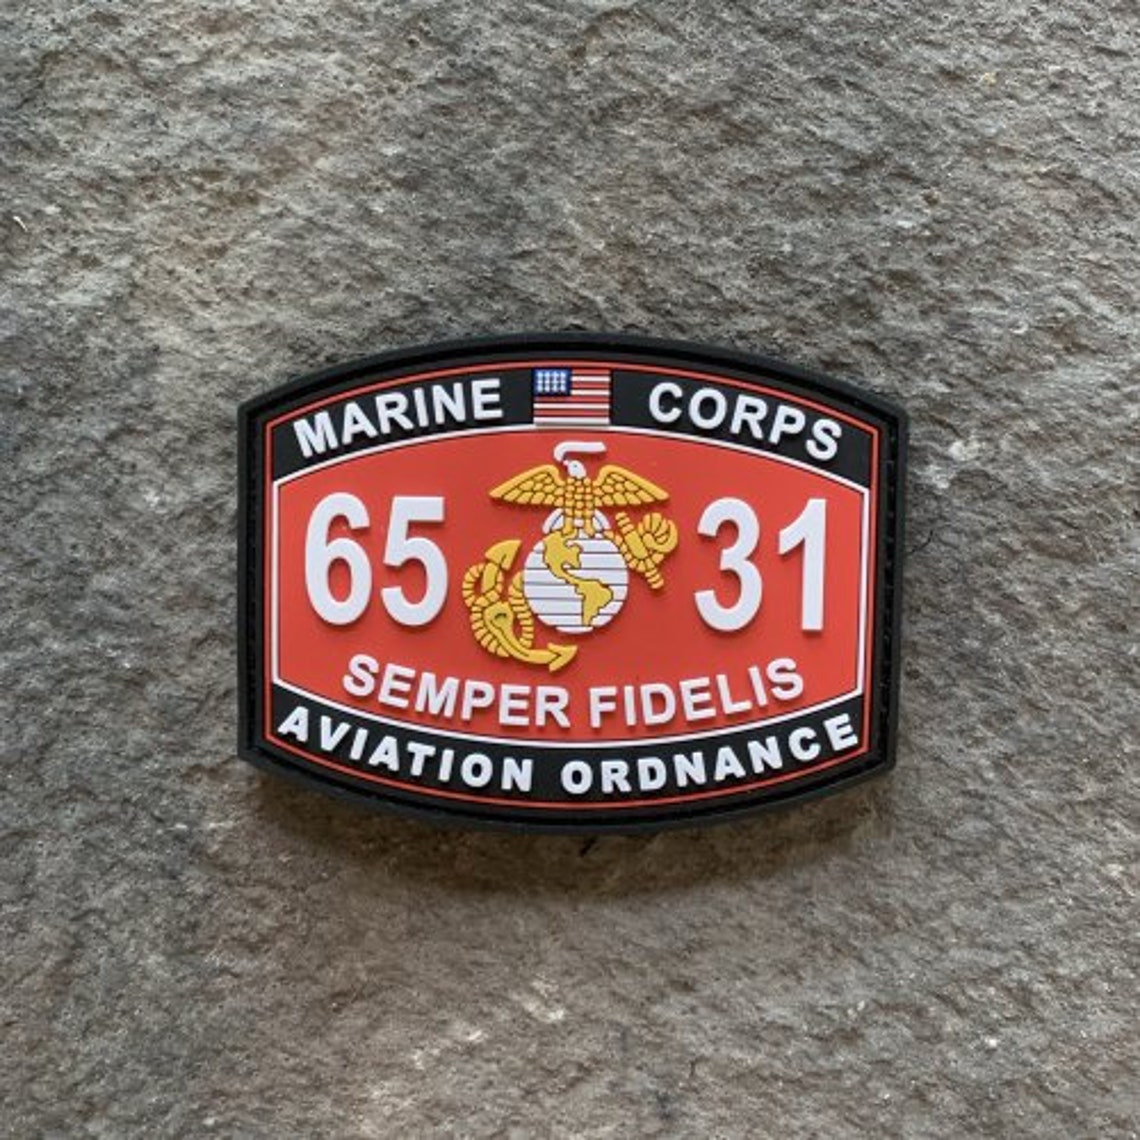 MARINE CORPS
65 31
SEMPER FIDELIS
AVIATION ORDNANCE